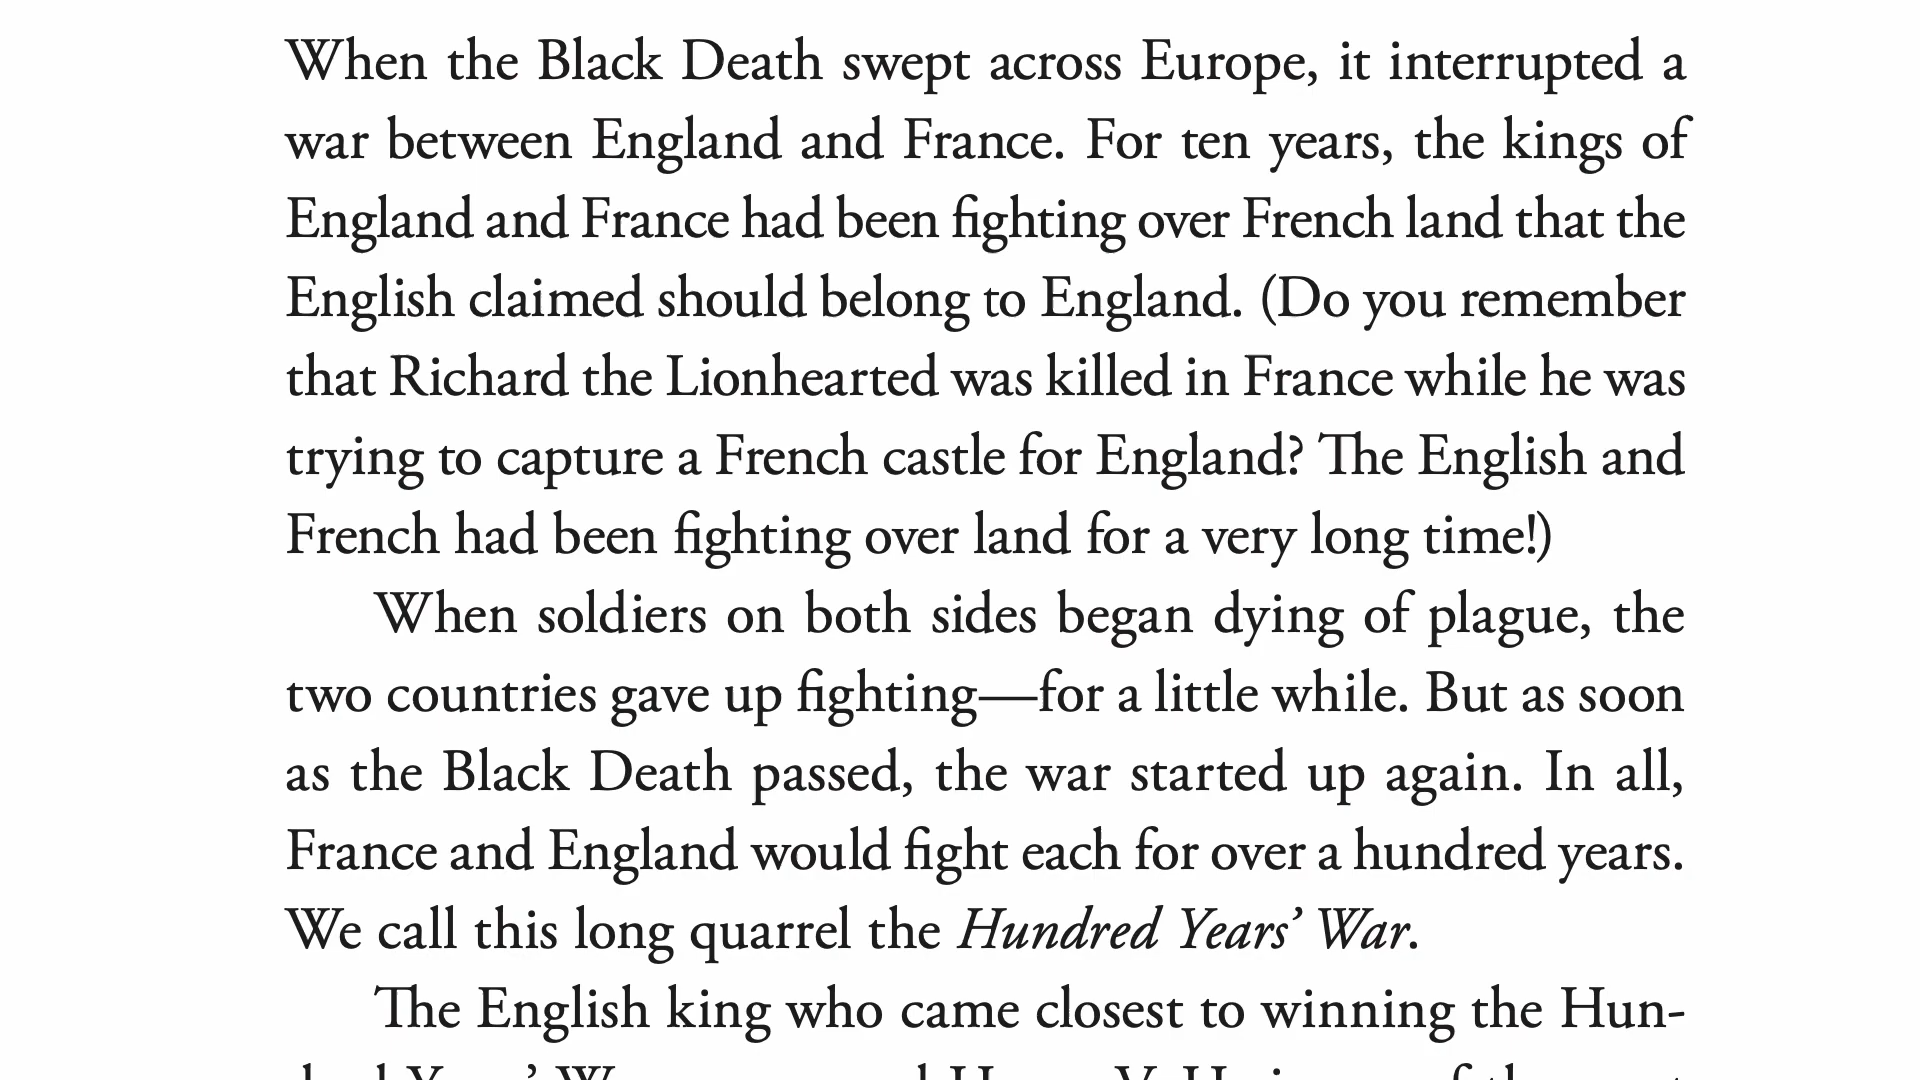 When the Black Death swept across Europe, it interrupted a
war between England and France. For ten years, the kings of
England and France had been fighting over French land that the
English claimed should belong to England. (Do you remember
that Richard the Lionhearted was killed in France while he was
trying to capture a French castle for England? The English and
French had been fighting over land for a very long time!)
When soldiers on both sides began dying of plague, the
two countries gave up fighting—for a little while. But as soon
as the Black Death passed, the war started up again. In all,
France and England would fight each for over a hundred years.
We call this long quarrel the Hundred Years’ War.
The English king who came closest to winning the Hun-